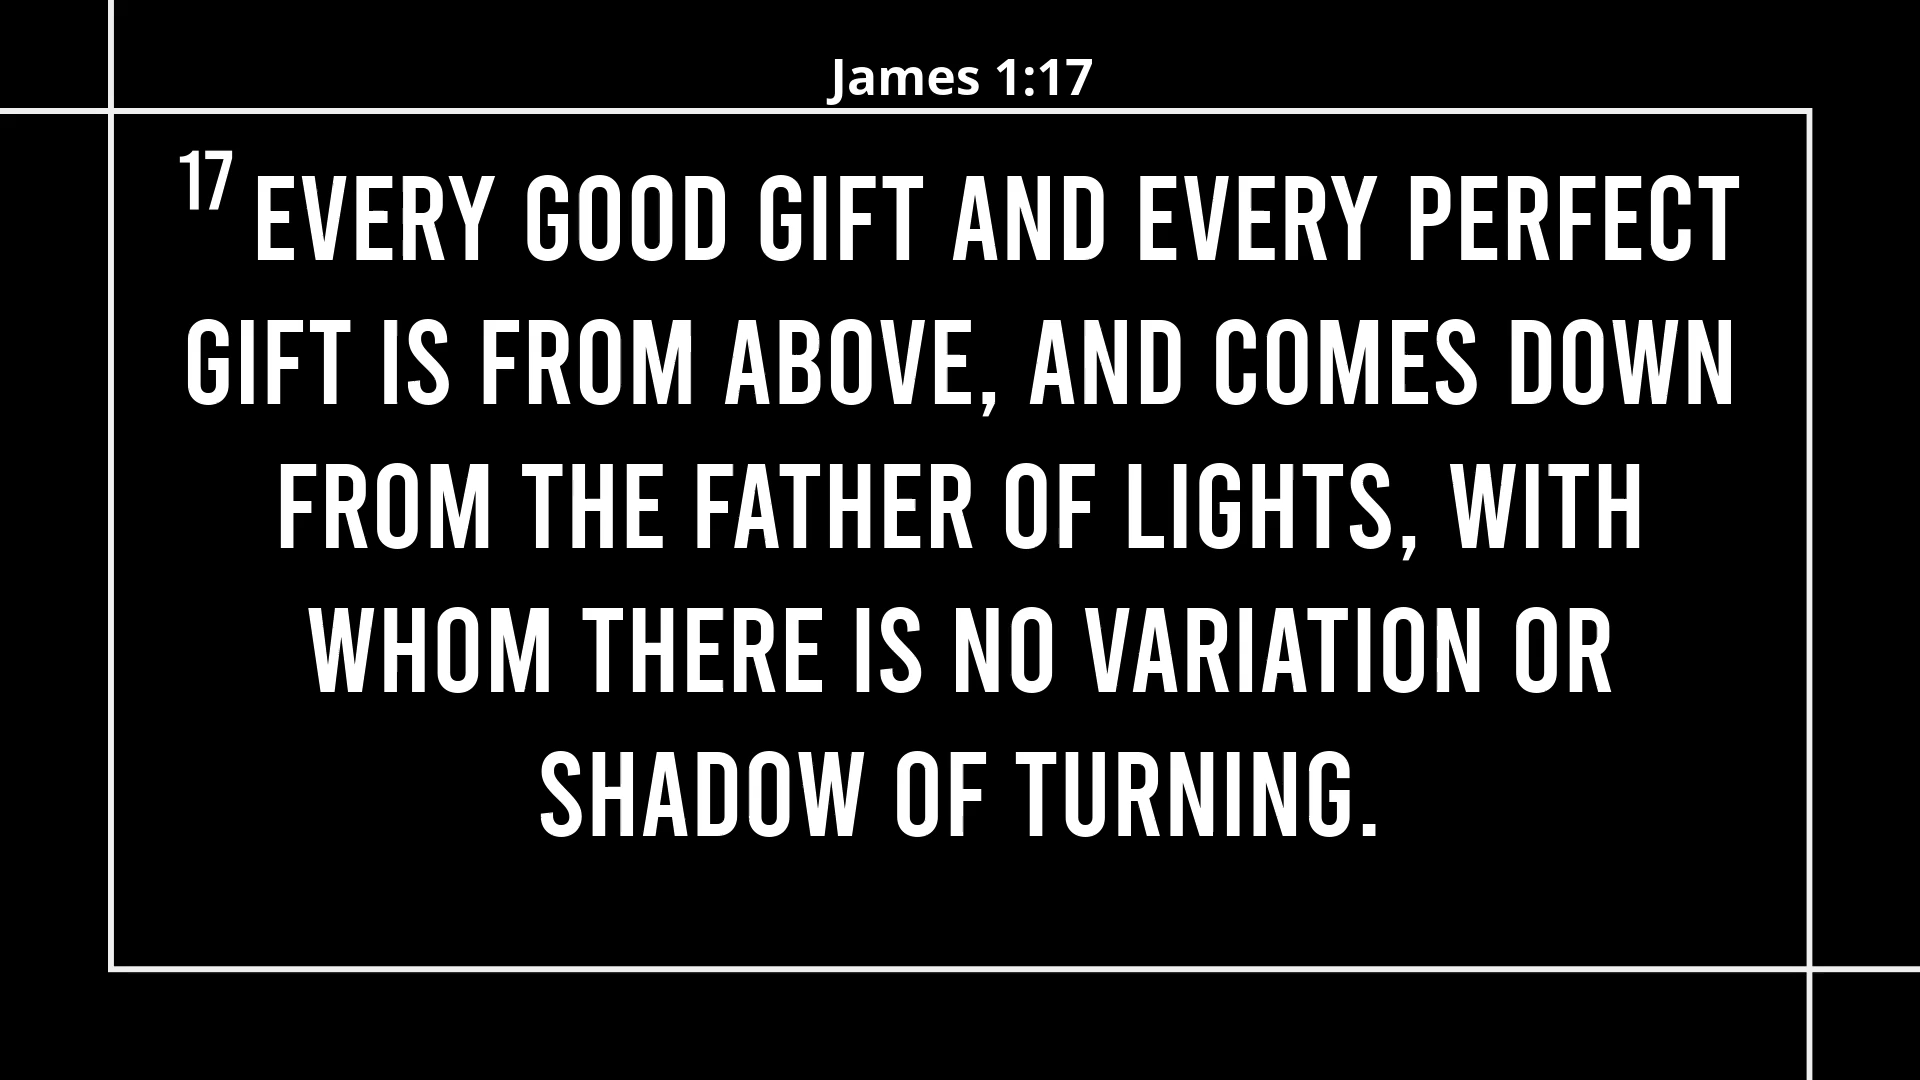 James 1:17
17 EVERY GOOD GIFT AND EVERY PERFECT
GIFT IS FROM ABOVE, AND COMES DOWN
FROM THE FATHER OF LIGHTS, WITH
WHOM THERE IS NO VARIATION OR
SHADOW OF TURNING.